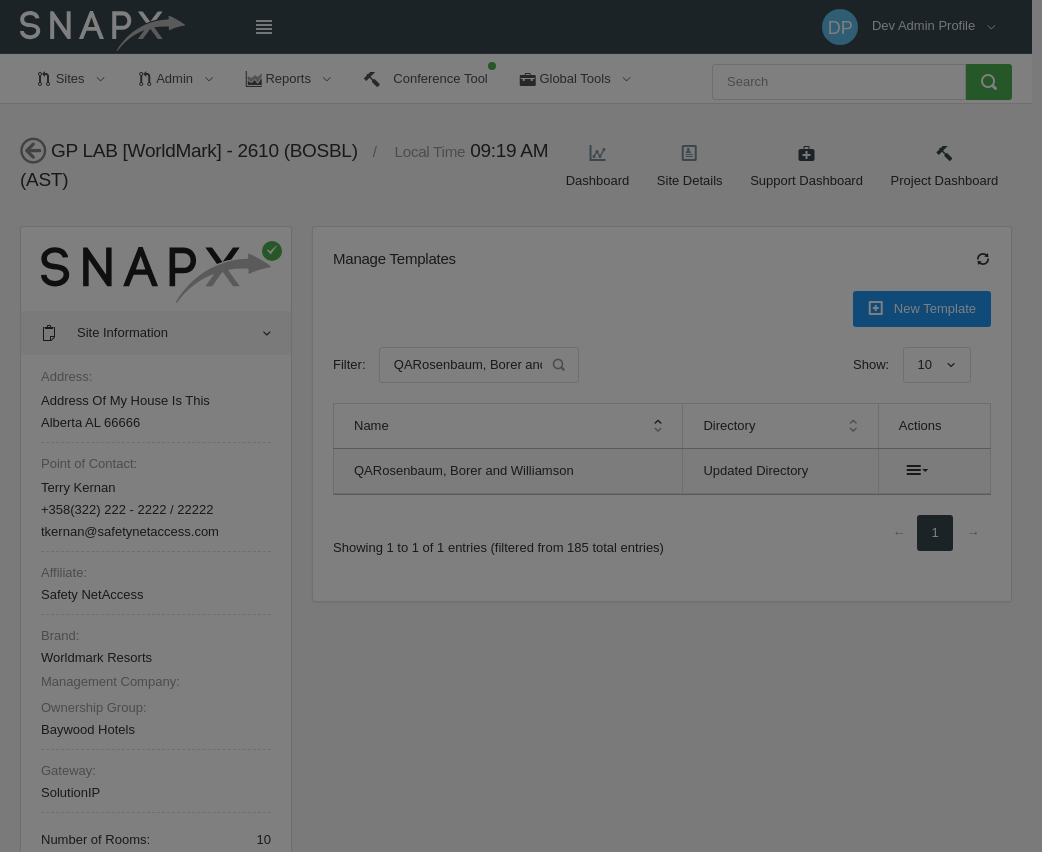 SNAPX
DP
Dev Admin Profile
Sites
Admin
Reports
Conference Tool
Global Tools
Search
GP LAB [WorldMark] - 2610 (BOSBL) / Local Time 09:19 AM
(AST)
Dashboard
Site Details
Support Dashboard
Project Dashboard
SNAPX
Site Information
Address:
Address Of My House Is This
Alberta AL 66666
Point of Contact:
Terry Kernan
+358(322) 222 - 2222 / 22222
tkernan@safetynetaccess.com
Affiliate:
Safety NetAccess
Brand:
Worldmark Resorts
Management Company:
Ownership Group:
Baywood Hotels
Gateway:
SolutionIP
Number of Rooms: 10
Manage Templates
New Template
Filter: QARosenbaum, Borer and
Show: 10
Name Directory Actions
QARosenbaum, Borer and Williamson Updated Directory
← 1 →
Showing 1 to 1 of 1 entries (filtered from 185 total entries)